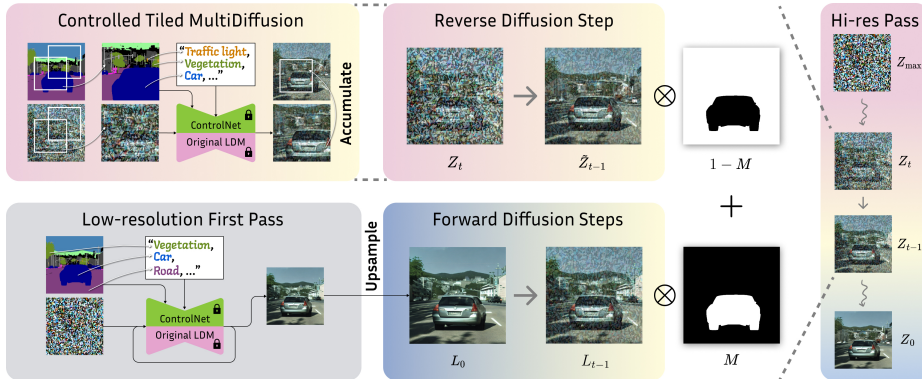 Controlled Tiled MultiDiffusion
"Traffic light,
Vegetation,
Car, ..."
ControlNet
Original LDM
Accumulate
Reverse Diffusion Step
Z_t
Z̃_{t−1}
⊗
1 − M
+
Low-resolution First Pass
"Vegetation,
Car,
Road, ..."
ControlNet
Original LDM
Upsample
Forward Diffusion Steps
L_0
L_{t−1}
⊗
M
Hi-res Pass
Z_max
Z_t
Z_{t−1}
Z_0